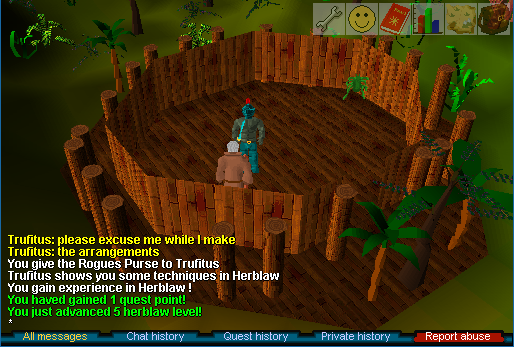 Trufitus: please excuse me while I make
Trufitus: the arrangements
You give the Rogues Purse to Trufitus
Trufitus shows you some techniques in Herblaw
You gain experience in Herblaw !
You haved gained 1 quest point!
You just advanced 5 herblaw level!
*
All messages
Chat history
Quest history
Private history
Report abuse